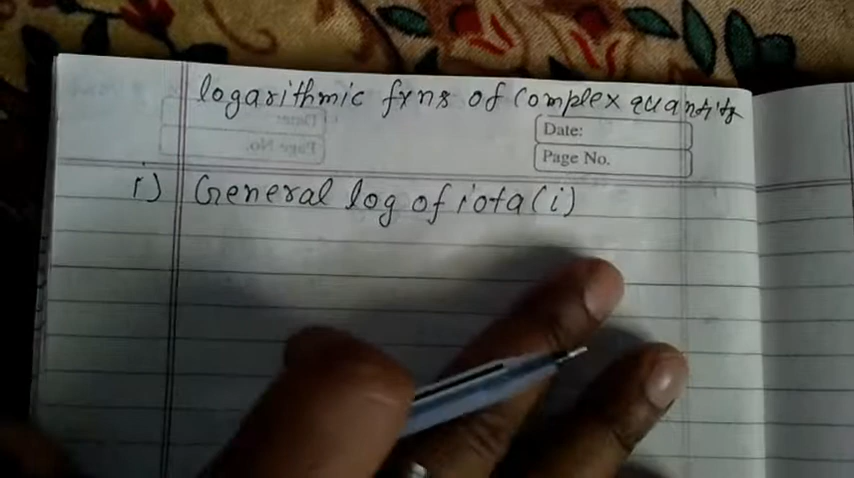 logarithmic fxns of complex quantity
Date:
Page No.
i) General log of iota (i)